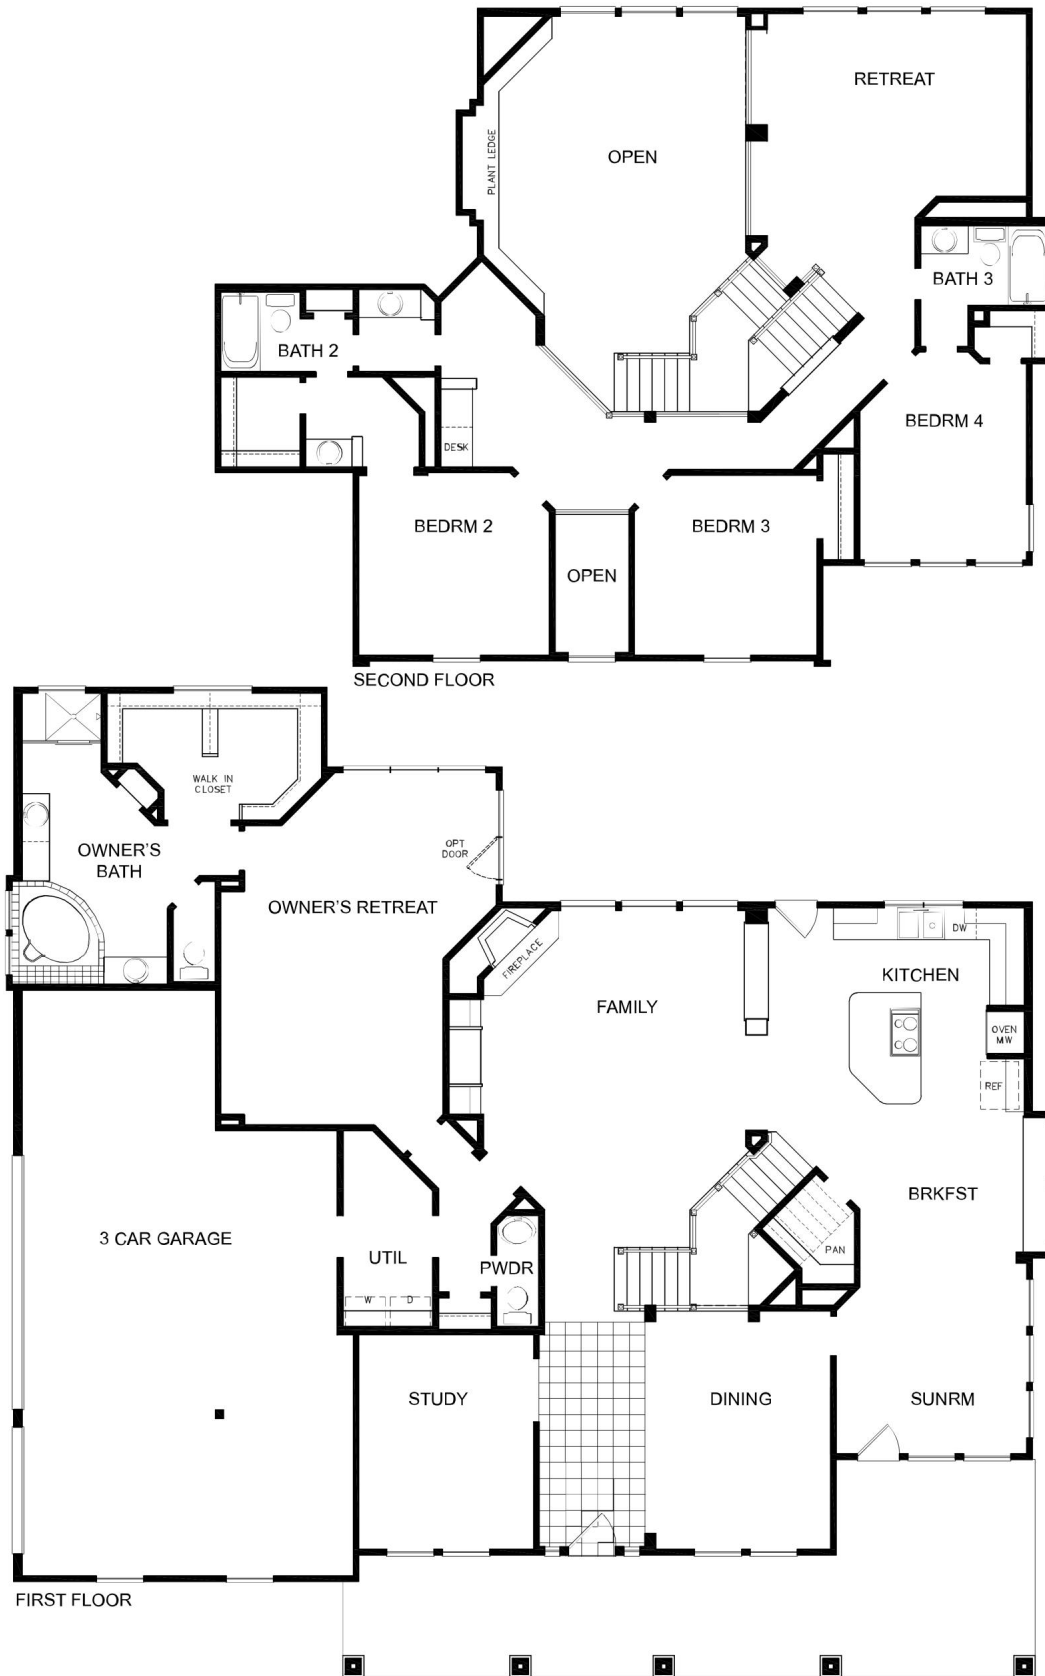 RETREAT
OPEN
PLANT LEDGE
BATH 3
BATH 2
BEDRM 4
DESK
BEDRM 2
BEDRM 3
OPEN
SECOND FLOOR
WALK IN
CLOSET
OWNER'S
BATH
OPT
DOOR
OWNER'S RETREAT
FIREPLACE
DW
KITCHEN
FAMILY
OVEN
MW
REF
BRKFST
3 CAR GARAGE
UTIL
PWDR
PAN
W
D
STUDY
DINING
SUNRM
FIRST FLOOR